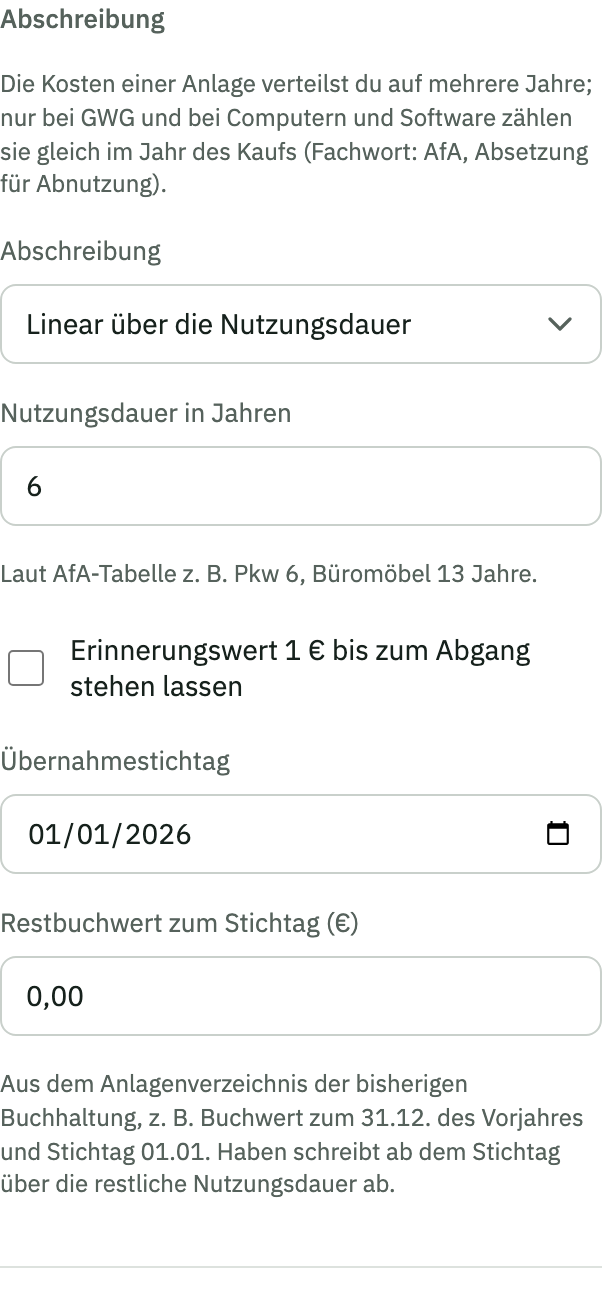 Abschreibung
Die Kosten einer Anlage verteilst du auf mehrere Jahre;
nur bei GWG und bei Computern und Software zählen
sie gleich im Jahr des Kaufs (Fachwort: AfA, Absetzung
für Abnutzung).
Abschreibung
Linear über die Nutzungsdauer
Nutzungsdauer in Jahren
6
Laut AfA-Tabelle z. B. Pkw 6, Büromöbel 13 Jahre.
Erinnerungswert 1 € bis zum Abgang
stehen lassen
Übernahmestichtag
01/01/2026
Restbuchwert zum Stichtag (€)
0,00
Aus dem Anlagenverzeichnis der bisherigen
Buchhaltung, z. B. Buchwert zum 31.12. des Vorjahres
und Stichtag 01.01. Haben schreibt ab dem Stichtag
über die restliche Nutzungsdauer ab.